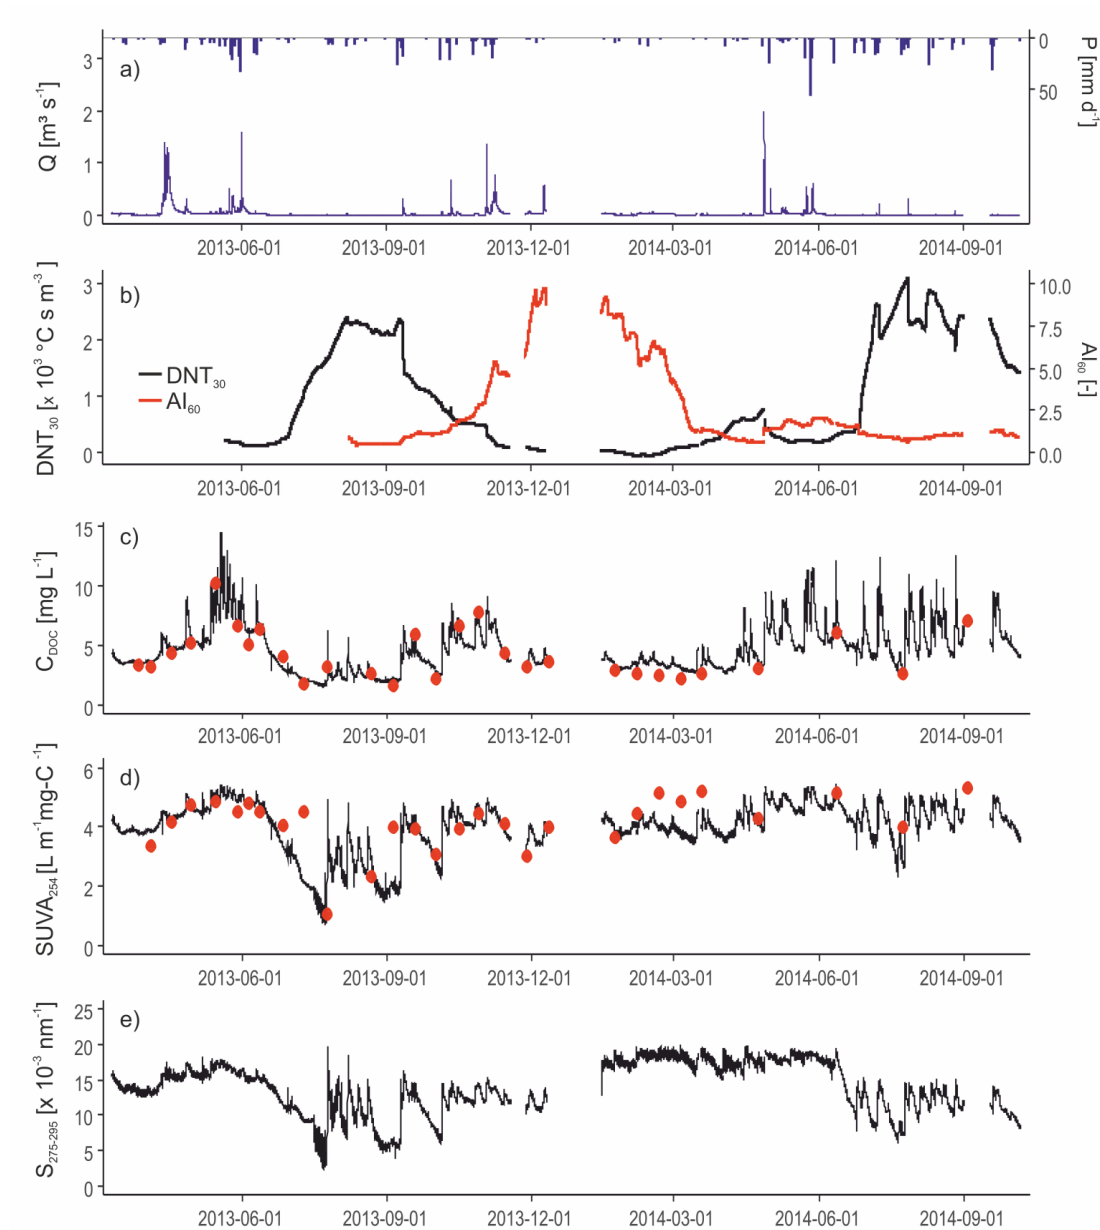 a)
3
2
1
0
Q [m³ s⁻¹]
0
50
P [mm d⁻¹]
2013-06-01 2013-09-01 2013-12-01 2014-03-01 2014-06-01 2014-09-01
b)
3
2
1
0
DNT₃₀ [x 10³ °C s m⁻³]
DNT₃₀
AI₆₀
10.0
7.5
5.0
2.5
0.0
AI₆₀ [-]
2013-06-01 2013-09-01 2013-12-01 2014-03-01 2014-06-01 2014-09-01
c)
15
10
5
0
C_DOC [mg L⁻¹]
2013-06-01 2013-09-01 2013-12-01 2014-03-01 2014-06-01 2014-09-01
d)
6
4
2
0
SUVA₂₅₄ [L m⁻¹ mg-C⁻¹]
2013-06-01 2013-09-01 2013-12-01 2014-03-01 2014-06-01 2014-09-01
e)
25
20
15
10
5
0
S₂₇₅₋₂₉₅ [x 10⁻³ nm⁻¹]
2013-06-01 2013-09-01 2013-12-01 2014-03-01 2014-06-01 2014-09-01